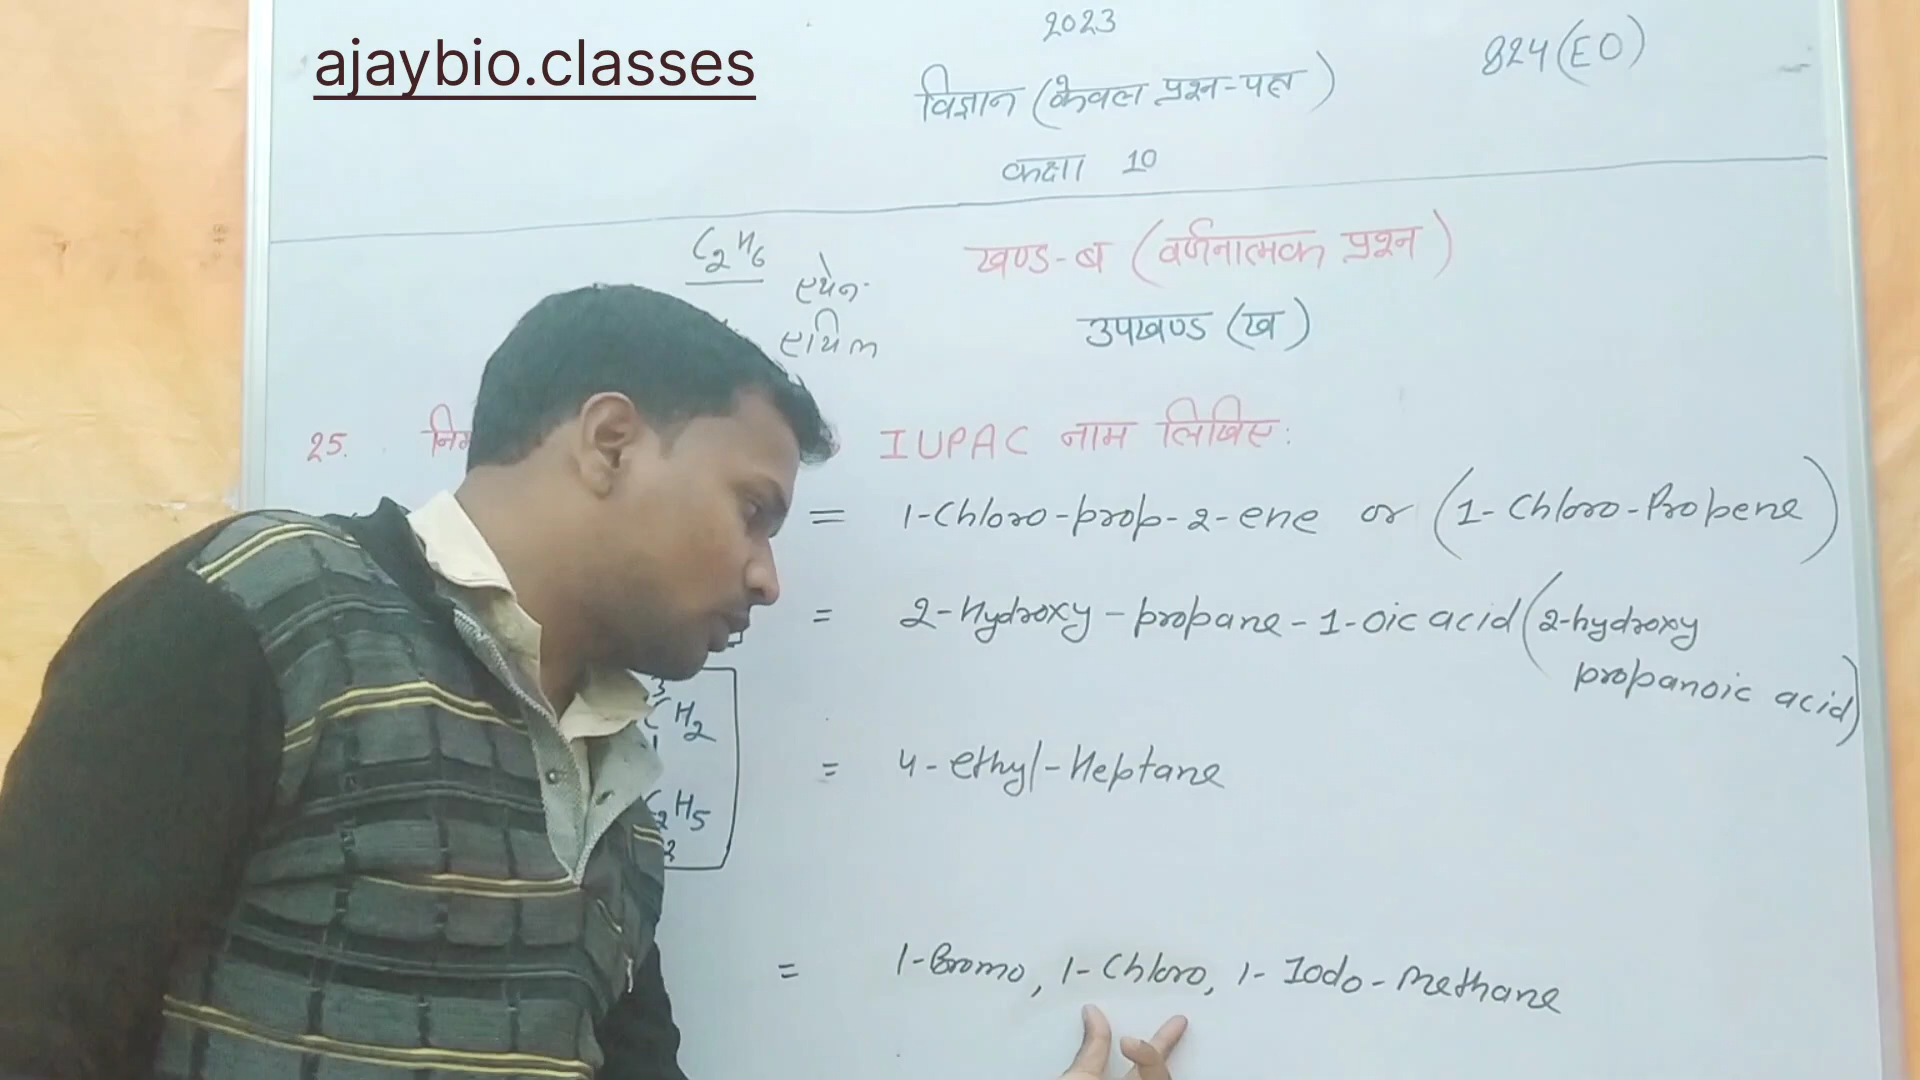 ajaybio.classes
2023
824(EO)
विज्ञान (केवल प्रश्न-पत्र)
कक्षा 10
C2H6
एथेन
एथिल
खण्ड-ब (वर्णनात्मक प्रश्न)
उपखण्ड (ख)
25. IUPAC नाम लिखिए:
= 1-Chloro-prop-2-ene or (1-Chloro-Propene)
= 2-Hydroxy-propane-1-oic acid (2-hydroxy
propanoic acid)
3
CH2
= 4-ethyl-Heptane
C2H5
2
= 1-Bromo, 1-Chloro, 1-Iodo-Methane